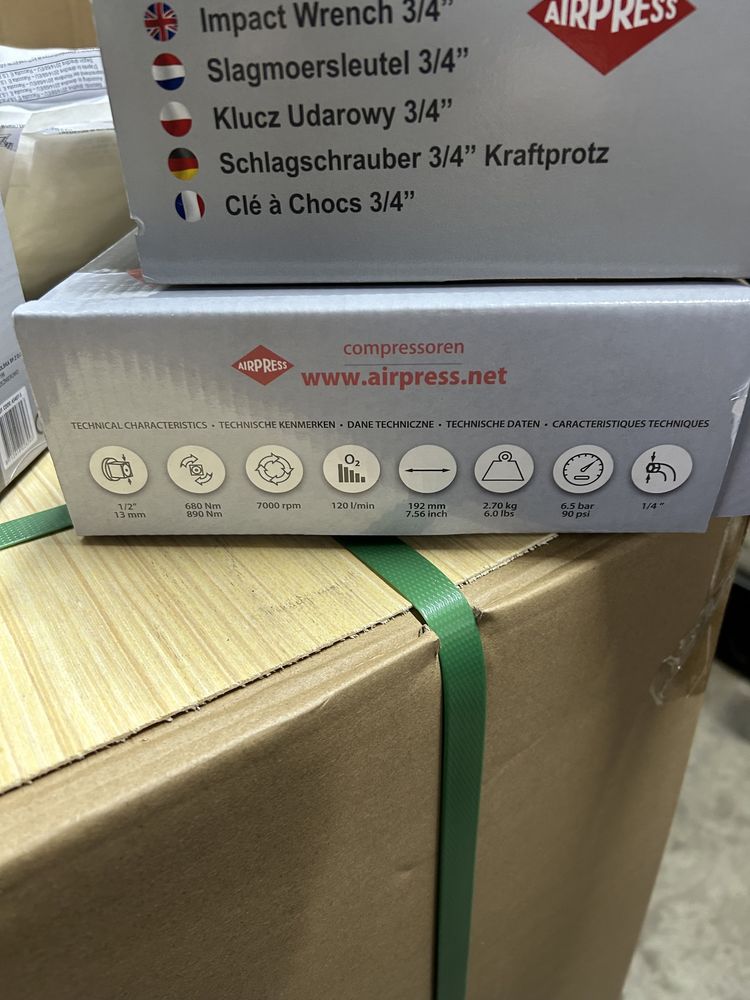 Impact Wrench 3/4”
AIRPRESS
Slagmoersleutel 3/4”
Klucz Udarowy 3/4”
Schlagschrauber 3/4” Kraftprotz
Clé à Chocs 3/4”
AIRPRESS
compressoren
www.airpress.net
TECHNICAL CHARACTERISTICS • TECHNISCHE KENMERKEN • DANE TECHNICZNE • TECHNISCHE DATEN • CARACTERISTIQUES TECHNIQUES
O2
1/2"
13 mm
680 Nm
890 Nm
7000 rpm
120 l/min
192 mm
7.56 inch
2.70 kg
6.0 lbs
6.5 bar
90 psi
1/4 "